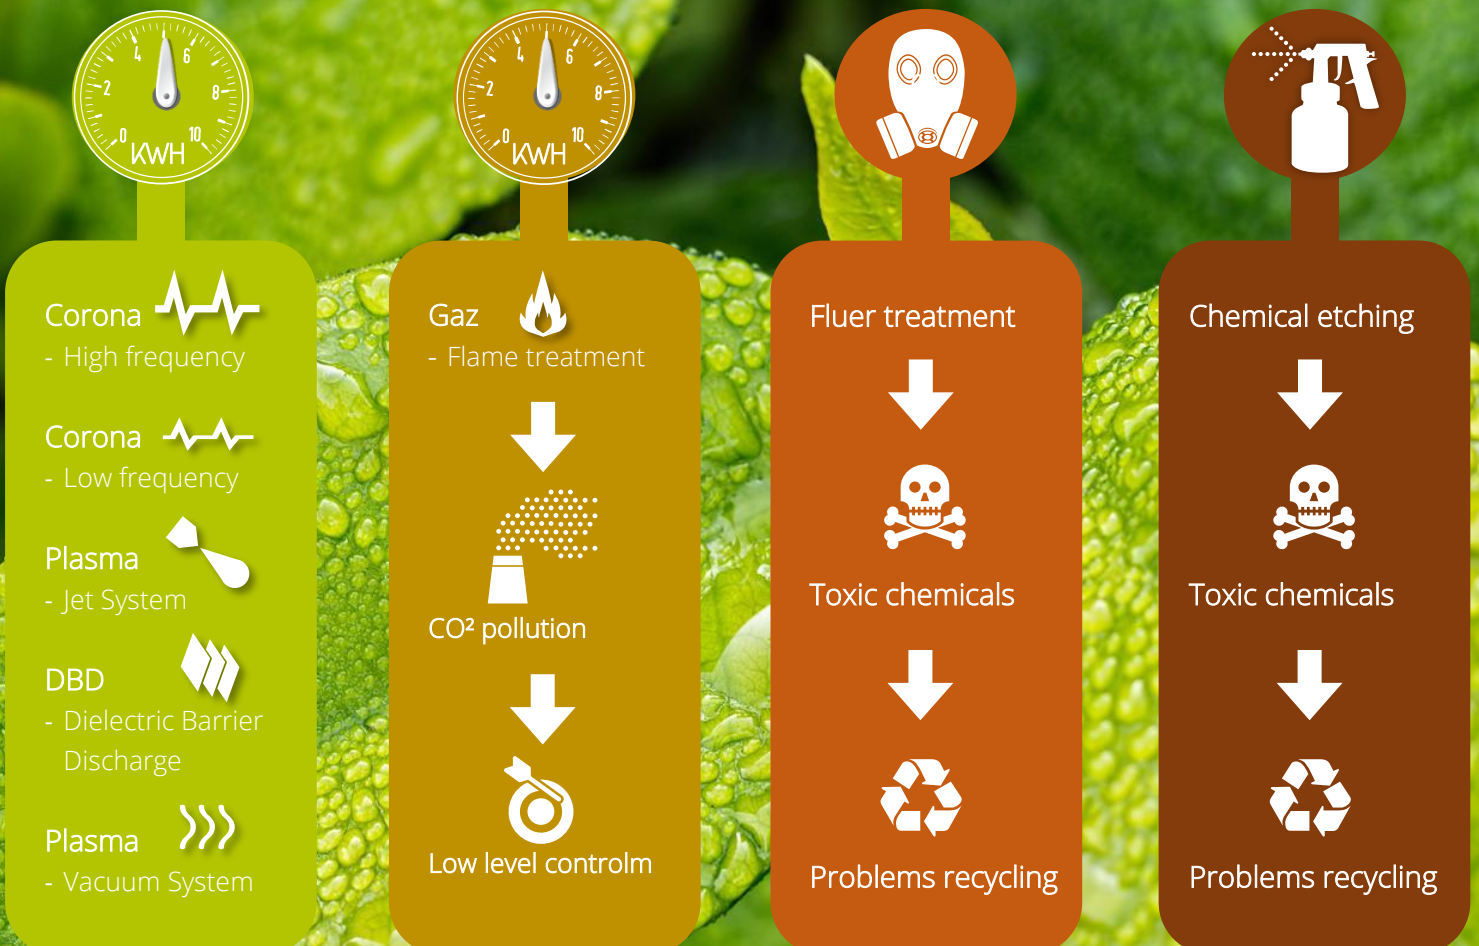 0 2 4 6 8 10
KWH
Corona
- High frequency
Corona
- Low frequency
Plasma
- Jet System
DBD
- Dielectric Barrier
Discharge
Plasma
- Vacuum System
0 2 4 6 8 10
KWH
Gaz
- Flame treatment
CO² pollution
Low level controlm
Fluer treatment
Toxic chemicals
Problems recycling
Chemical etching
Toxic chemicals
Problems recycling